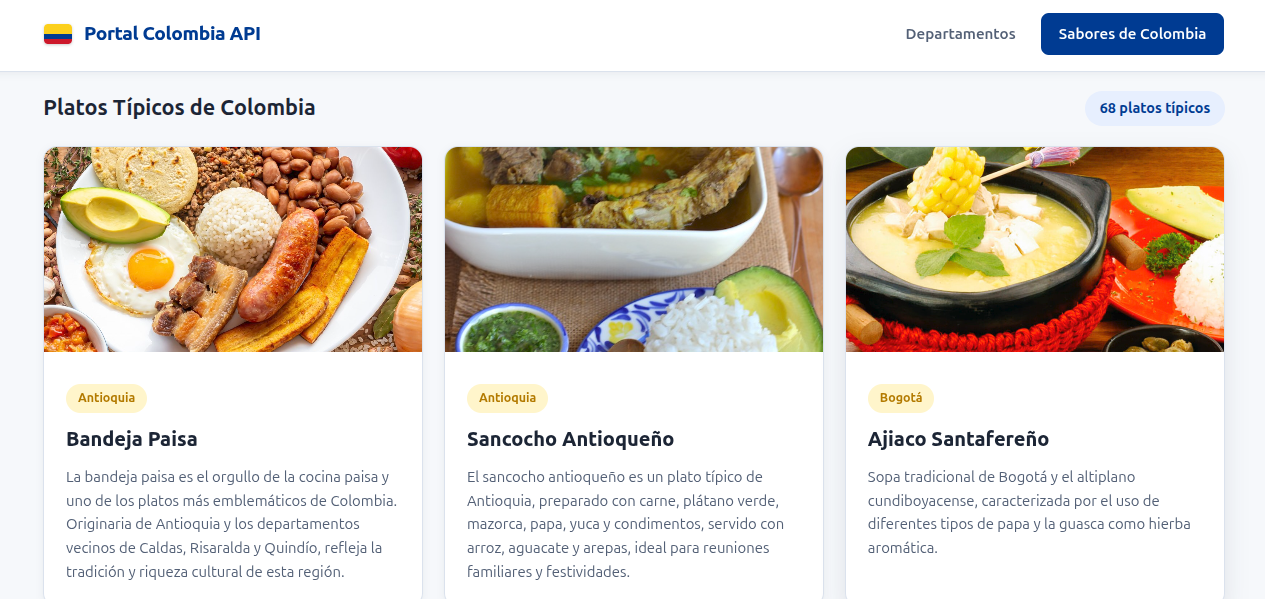 Portal Colombia API
Departamentos
Sabores de Colombia
Platos Típicos de Colombia
68 platos típicos
Antioquia
Bandeja Paisa
La bandeja paisa es el orgullo de la cocina paisa y
uno de los platos más emblemáticos de Colombia.
Originaria de Antioquia y los departamentos
vecinos de Caldas, Risaralda y Quindío, refleja la
tradición y riqueza cultural de esta región.
Antioquia
Sancocho Antioqueño
El sancocho antioqueño es un plato típico de
Antioquia, preparado con carne, plátano verde,
mazorca, papa, yuca y condimentos, servido con
arroz, aguacate y arepas, ideal para reuniones
familiares y festividades.
Bogotá
Ajiaco Santafereño
Sopa tradicional de Bogotá y el altiplano
cundiboyacense, caracterizada por el uso de
diferentes tipos de papa y la guasca como hierba
aromática.